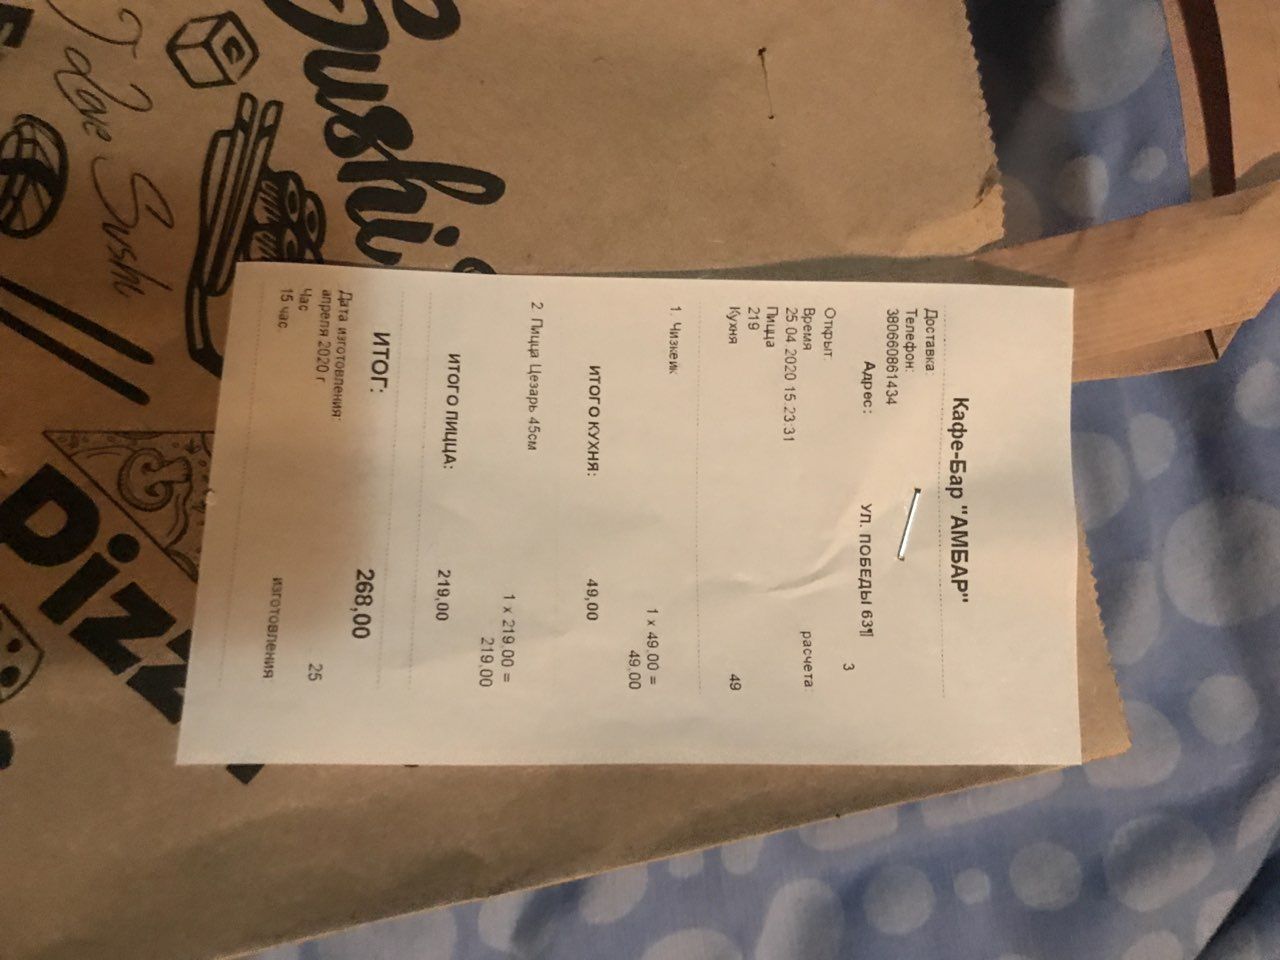 Кафе-Бар "АМБАР"
Доставка:
Телефон:
380660861434
Адрес: УЛ. ПОБЕДЫ 63¶
3
Открыт:
Время расчета:
25.04.2020 15:23:31
Пицца
219
Кухня 49
1. Чизкейк
1 x 49,00 =
49,00
ИТОГО КУХНЯ: 49,00
2. Пицца Цезарь 45см
1 x 219,00 =
219,00
ИТОГО ПИЦЦА: 219,00
ИТОГ: 268,00
Дата изготовления: 25
апреля 2020 г
Час изготовления
15 час.
Sushi
I Love Sushi
Pizz